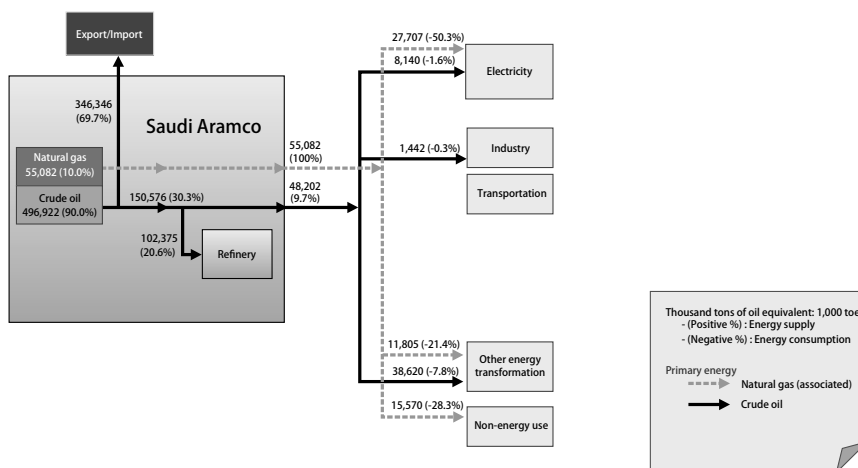 Export/Import
27,707 (-50.3%)
8,140 (-1.6%)
Electricity
346,346
(69.7%)
Saudi Aramco
55,082
(100%)
1,442 (-0.3%)
Industry
Natural gas
55,082 (10.0%)
Transportation
Crude oil
496,922 (90.0%)
150,576 (30.3%)
48,202
(9.7%)
102,375
(20.6%)
Refinery
11,805 (-21.4%)
38,620 (-7.8%)
Other energy
transformation
15,570 (-28.3%)
Non-energy use
Thousand tons of oil equivalent: 1,000 toe
- (Positive %) : Energy supply
- (Negative %) : Energy consumption
Primary energy
Natural gas (associated)
Crude oil